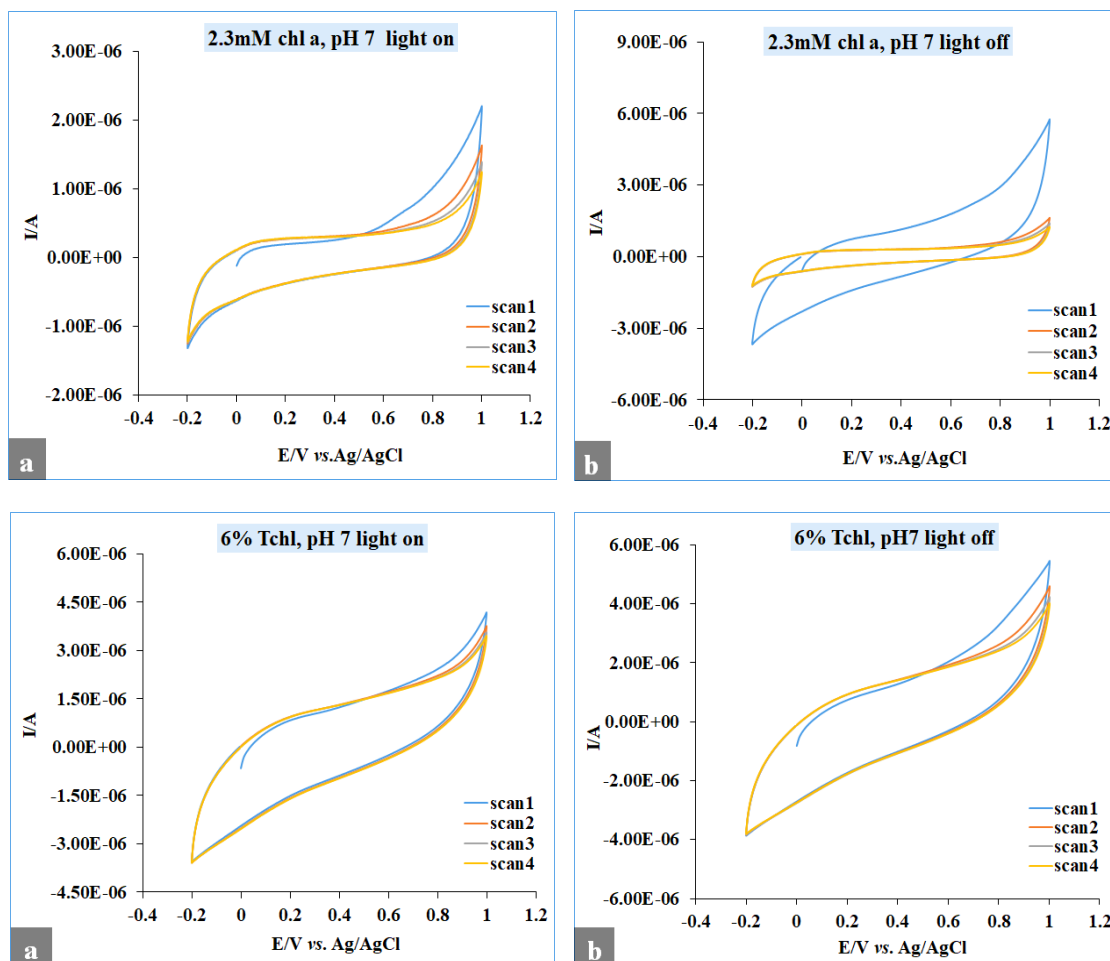 2.3mM chl a, pH 7 light on
3.00E-06
2.00E-06
1.00E-06
0.00E+00
-1.00E-06
-2.00E-06
I/A
-0.4 -0.2 0 0.2 0.4 0.6 0.8 1 1.2
E/V vs.Ag/AgCl
scan1
scan2
scan3
scan4
a
2.3mM chl a, pH 7 light off
9.00E-06
6.00E-06
3.00E-06
0.00E+00
-3.00E-06
-6.00E-06
I/A
-0.4 -0.2 0 0.2 0.4 0.6 0.8 1 1.2
E/V vs.Ag/AgCl
scan1
scan2
scan3
scan4
b
6% Tchl, pH 7 light on
6.00E-06
4.50E-06
3.00E-06
1.50E-06
0.00E+00
-1.50E-06
-3.00E-06
-4.50E-06
I/A
-0.4 -0.2 0 0.2 0.4 0.6 0.8 1 1.2
E/V vs. Ag/AgCl
scan1
scan2
scan3
scan4
a
6% Tchl, pH7 light off
6.00E-06
4.00E-06
2.00E-06
0.00E+00
-2.00E-06
-4.00E-06
-6.00E-06
I/A
-0.4 -0.2 0 0.2 0.4 0.6 0.8 1 1.2
E/V vs. Ag/AgCl
scan1
scan2
scan3
scan4
b